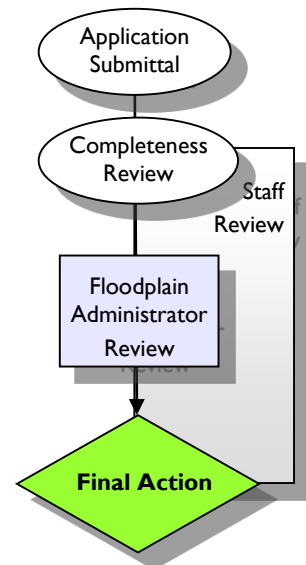 Application
Submittal
Completeness
Review
Staff
Review
Floodplain
Administrator
Review
Final Action